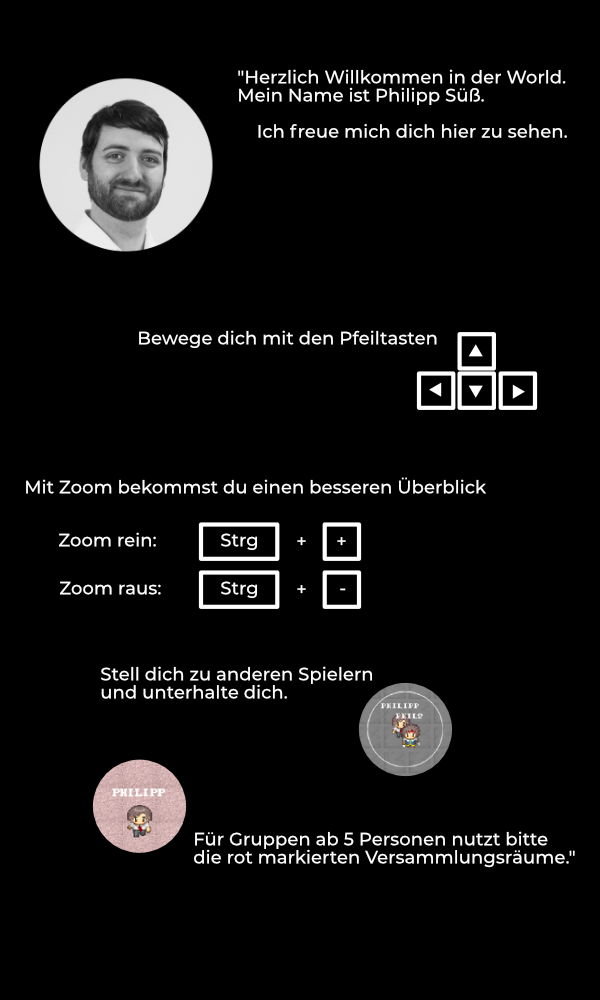 "Herzlich Willkommen in der World.
Mein Name ist Philipp Süß.
Ich freue mich dich hier zu sehen.
Bewege dich mit den Pfeiltasten
Mit Zoom bekommst du einen besseren Überblick
Zoom rein: Strg + +
Zoom raus: Strg + -
Stell dich zu anderen Spielern
und unterhalte dich.
PHILIPP
PHILIPP
Für Gruppen ab 5 Personen nutzt bitte
die rot markierten Versammlungsräume."